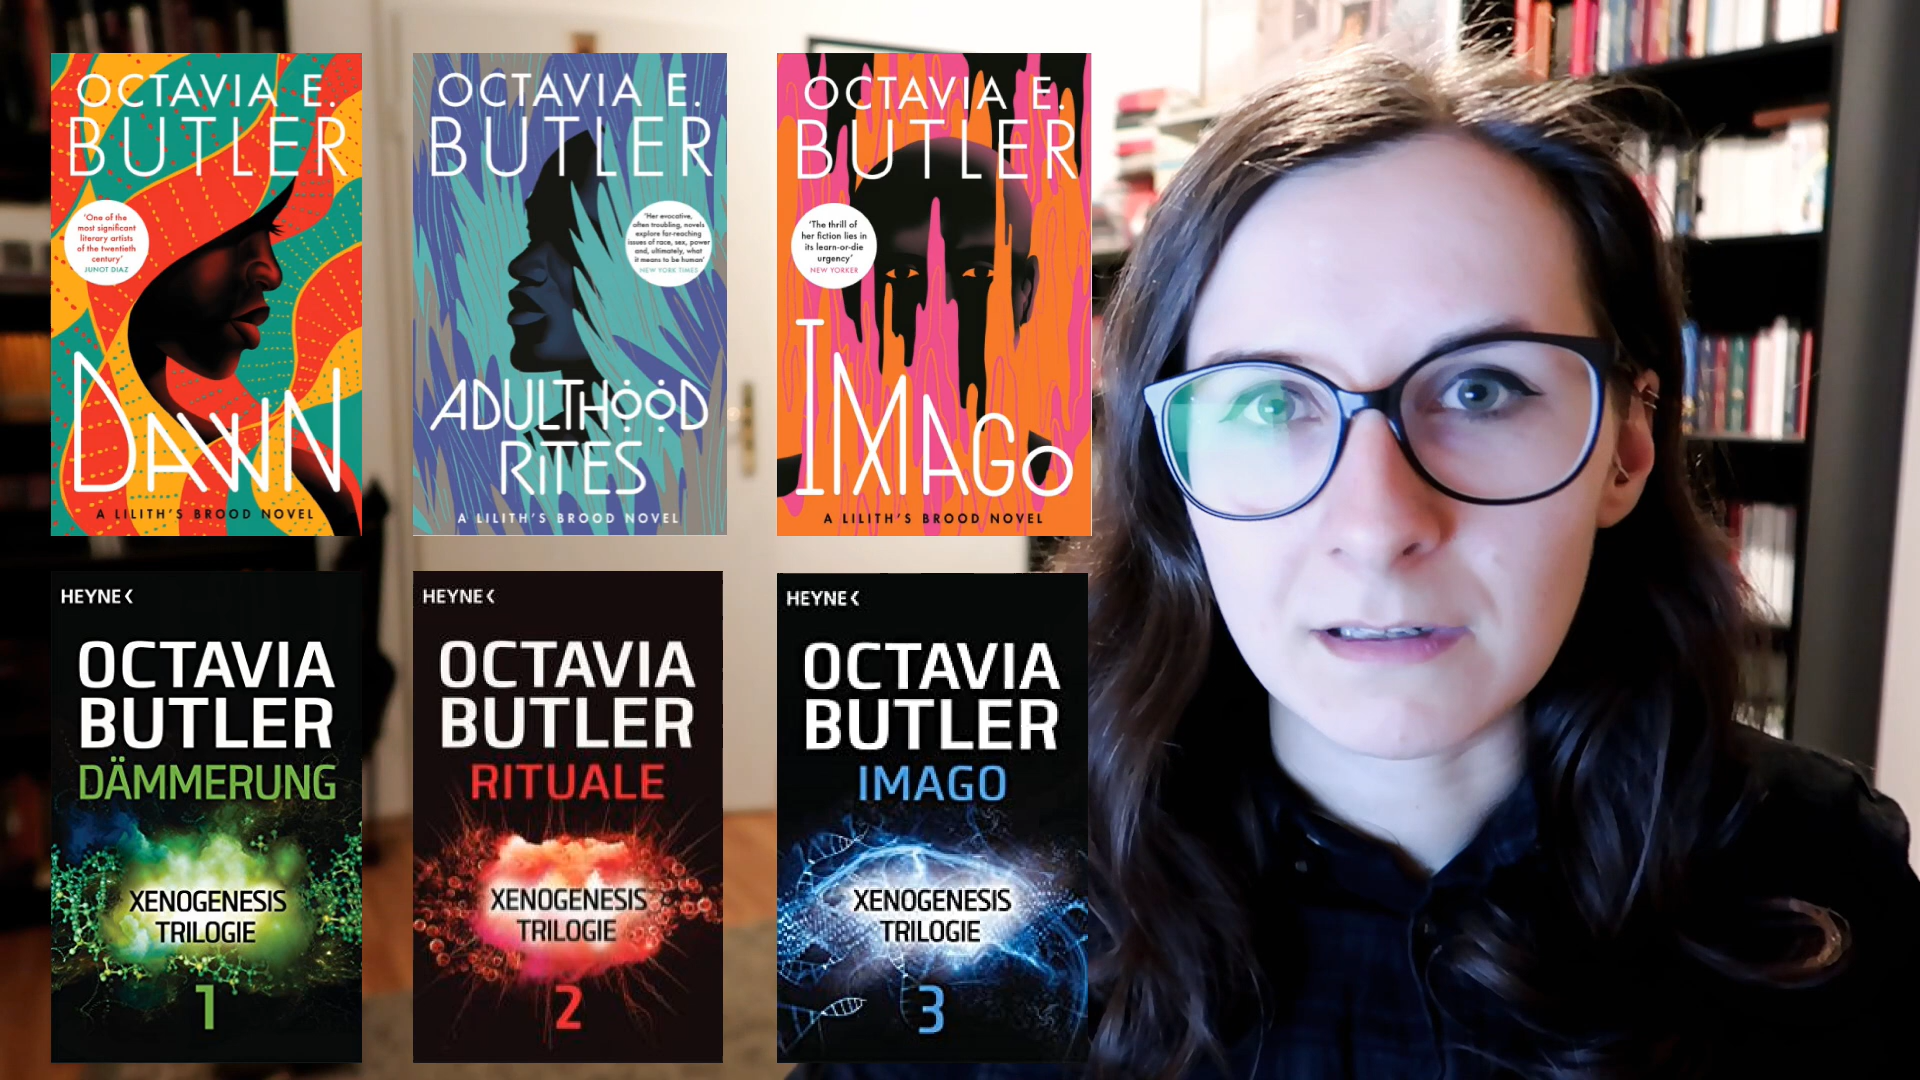 OCTAVIA E.
BUTLER
'One of the
most significant
literary artists
of the twentieth
century'
JUNOT DIAZ
DAWN
A LILITH'S BROOD NOVEL
OCTAVIA E.
BUTLER
'Her evocative,
often troubling, novels
explore far-reaching
issues of race, sex, power
and, ultimately, what
it means to be human'
NEW YORK TIMES
ADULTHOOD
RITES
A LILITH'S BROOD NOVEL
OCTAVIA E.
BUTLER
'The thrill of
her fiction lies in
its learn-or-die
urgency'
NEW YORKER
IMAGO
A LILITH'S BROOD NOVEL
HEYNE
OCTAVIA
BUTLER
DÄMMERUNG
XENOGENESIS
TRILOGIE
1
HEYNE
OCTAVIA
BUTLER
RITUALE
XENOGENESIS
TRILOGIE
2
HEYNE
OCTAVIA
BUTLER
IMAGO
XENOGENESIS
TRILOGIE
3